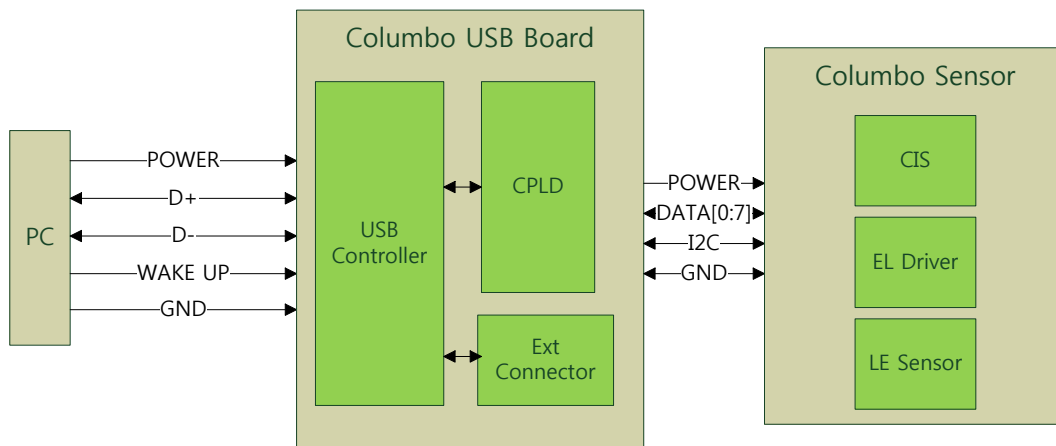 Columbo USB Board
Columbo Sensor
PC
POWER
D+
D-
WAKE UP
GND
USB
Controller
CPLD
Ext
Connector
POWER
DATA[0:7]
I2C
GND
CIS
EL Driver
LE Sensor